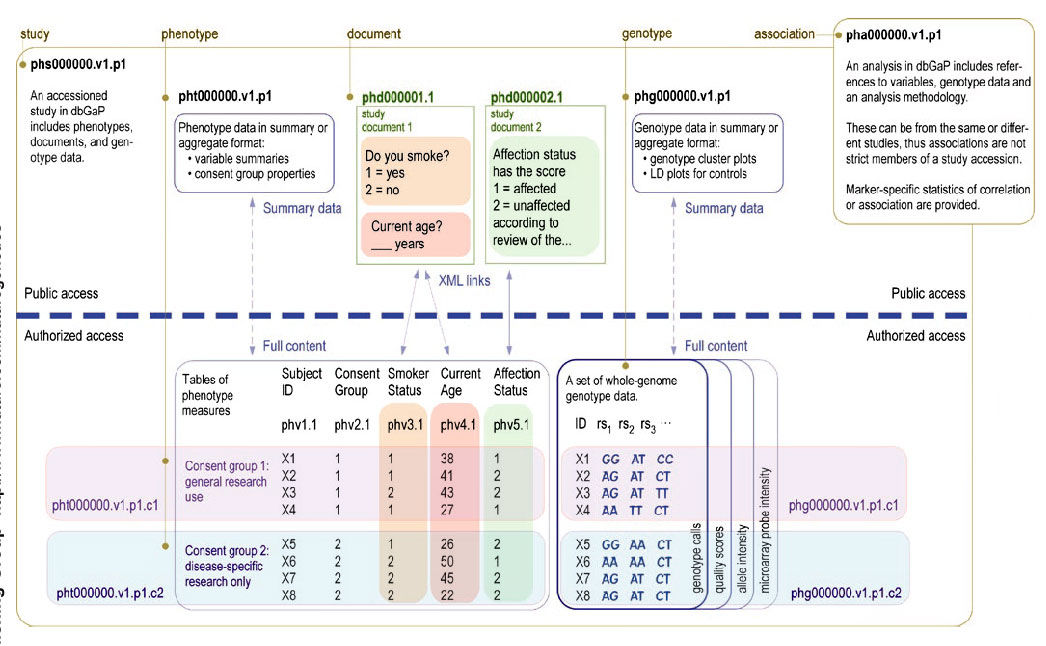 study
phenotype
document
genotype
association
pha000000.v1.p1
phs000000.v1.p1
An accessioned
study in dbGaP
includes phenotypes,
documents, and gen-
otype data.
pht000000.v1.p1
Phenotype data in summary or
aggregate format:
• variable summaries
• consent group properties
Summary data
phd000001.1
study
document 1
Do you smoke?
1 = yes
2 = no
Current age?
___ years
phd000002.1
study
document 2
Affection status
has the score
1 = affected
2 = unaffected
according to
review of the...
XML links
phg000000.v1.p1
Genotype data in summary or
aggregate format:
• genotype cluster plots
• LD plots for controls
Summary data
An analysis in dbGaP includes refer-
ences to variables, genotype data and
an analysis methodology.
These can be from the same or differ-
ent studies, thus associations are not
strict members of a study accession.
Marker-specific statistics of correlation
or association are provided.
Public access
Public access
Authorized access
Authorized access
Full content
Full content
Tables of
phenotype
measures
Subject ID Consent Group Smoker Status Current Age Affection Status
phv1.1 phv2.1 phv3.1 phv4.1 phv5.1
Consent group 1:
general research
use
pht000000.v1.p1.c1
X1 1 1 38 1
X2 1 1 41 2
X3 1 2 43 2
X4 1 1 27 1
Consent group 2:
disease-specific
research only
pht000000.v1.p1.c2
X5 2 1 26 2
X6 2 2 50 1
X7 2 2 45 2
X8 2 2 22 2
A set of whole-genome
genotype data.
ID rs1 rs2 rs3 ...
X1 GG AT CC
X2 AG AT CT
X3 AG AT TT
X4 AA TT CT
X5 GG AA CT
X6 AA AA CT
X7 AG AT CT
X8 AG AT CT
genotype calls
quality scores
allele intensity
microarray probe intensity
phg000000.v1.p1.c1
phg000000.v1.p1.c2